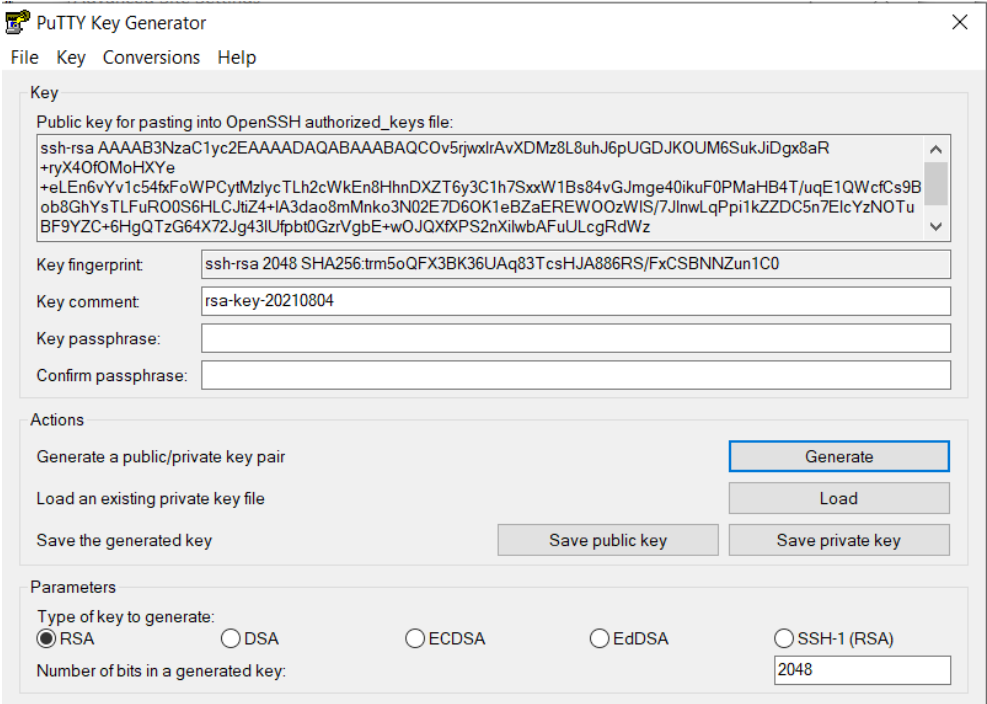 PuTTY Key Generator
File Key Conversions Help
Key
Public key for pasting into OpenSSH authorized_keys file:
ssh-rsa AAAAB3NzaC1yc2EAAAADAQABAAABAQCOv5rjwxlrAvXDMz8L8uhJ6pUGDJKOUM6SukJiDgx8aR
+ryX4OfOMoHXYe
+eLEn6vYv1c54fxFoWPCytMzlycTLh2cWkEn8HhnDXZT6y3C1h7SxxW1Bs84vGJmge40ikuF0PMaHB4T/uqE1QWcfCs9B
ob8GhYsTLFuRO0S6HLCJtiZ4+IA3dao8mMnko3N02E7D6OK1eBZaEREWOOzWIS/7JlnwLqPpi1kZZDC5n7ElcYzNOTu
BF9YZC+6HgQTzG64X72Jg43lUfpbt0GzrVgbE+wOJQXfXPS2nXilwbAFuULcgRdWz
Key fingerprint: ssh-rsa 2048 SHA256:trm5oQFX3BK36UAq83TcsHJA886RS/FxCSBNNZun1C0
Key comment: rsa-key-20210804
Key passphrase:
Confirm passphrase:
Actions
Generate a public/private key pair Generate
Load an existing private key file Load
Save the generated key Save public key Save private key
Parameters
Type of key to generate:
RSA DSA ECDSA EdDSA SSH-1 (RSA)
Number of bits in a generated key: 2048